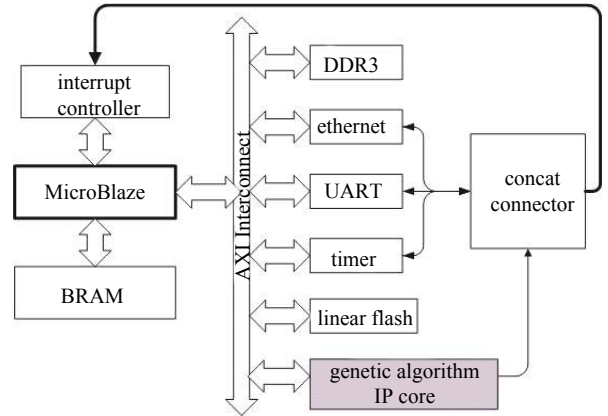 interrupt
controller
MicroBlaze
BRAM
AXI Interconnect
DDR3
ethernet
UART
timer
linear flash
genetic algorithm
IP core
concat
connector